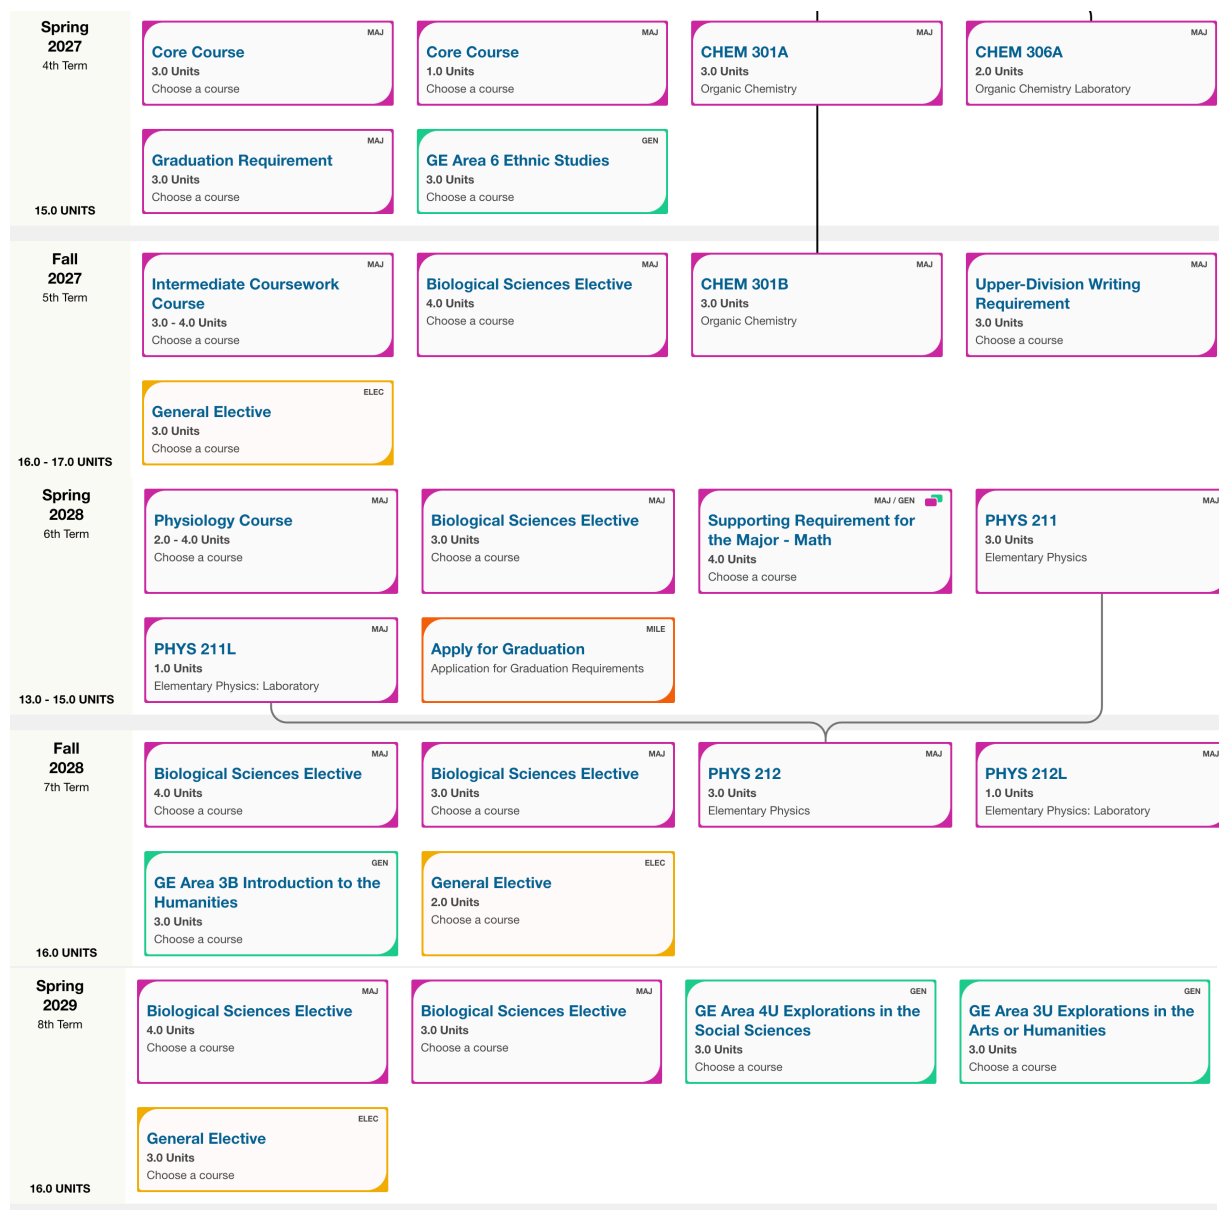 Spring
2027
4th Term
15.0 UNITS
MAJ
Core Course
3.0 Units
Choose a course
MAJ
Core Course
1.0 Units
Choose a course
MAJ
CHEM 301A
3.0 Units
Organic Chemistry
MAJ
CHEM 306A
2.0 Units
Organic Chemistry Laboratory
MAJ
Graduation Requirement
3.0 Units
Choose a course
GEN
GE Area 6 Ethnic Studies
3.0 Units
Choose a course
Fall
2027
5th Term
16.0 - 17.0 UNITS
MAJ
Intermediate Coursework
Course
3.0 - 4.0 Units
Choose a course
MAJ
Biological Sciences Elective
4.0 Units
Choose a course
MAJ
CHEM 301B
3.0 Units
Organic Chemistry
MAJ
Upper-Division Writing
Requirement
3.0 Units
Choose a course
ELEC
General Elective
3.0 Units
Choose a course
Spring
2028
6th Term
13.0 - 15.0 UNITS
MAJ
Physiology Course
2.0 - 4.0 Units
Choose a course
MAJ
Biological Sciences Elective
3.0 Units
Choose a course
MAJ / GEN
Supporting Requirement for
the Major - Math
4.0 Units
Choose a course
MAJ
PHYS 211
3.0 Units
Elementary Physics
MAJ
PHYS 211L
1.0 Units
Elementary Physics: Laboratory
MILE
Apply for Graduation
Application for Graduation Requirements
Fall
2028
7th Term
16.0 UNITS
MAJ
Biological Sciences Elective
4.0 Units
Choose a course
MAJ
Biological Sciences Elective
3.0 Units
Choose a course
MAJ
PHYS 212
3.0 Units
Elementary Physics
MAJ
PHYS 212L
1.0 Units
Elementary Physics: Laboratory
GEN
GE Area 3B Introduction to the
Humanities
3.0 Units
Choose a course
ELEC
General Elective
2.0 Units
Choose a course
Spring
2029
8th Term
16.0 UNITS
MAJ
Biological Sciences Elective
4.0 Units
Choose a course
MAJ
Biological Sciences Elective
3.0 Units
Choose a course
GEN
GE Area 4U Explorations in the
Social Sciences
3.0 Units
Choose a course
GEN
GE Area 3U Explorations in the
Arts or Humanities
3.0 Units
Choose a course
ELEC
General Elective
3.0 Units
Choose a course